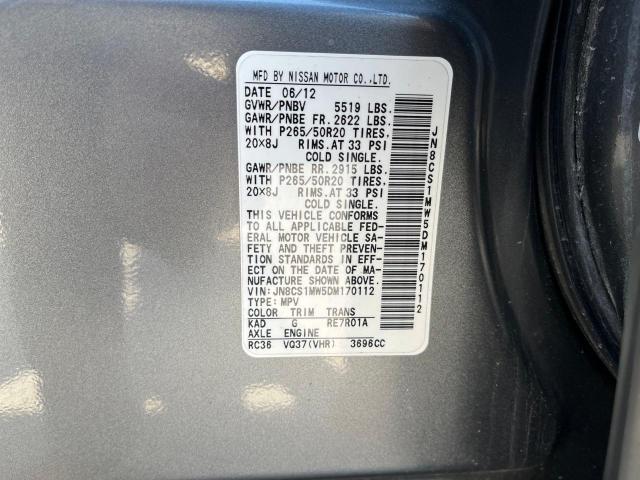 MFD BY NISSAN MOTOR CO.,LTD.
DATE 06/12
GVWR/PNBV 5519 LBS.
GAWR/PNBE FR. 2622 LBS.
WITH P265/50R20 TIRES,
20×8J RIMS.AT 33 PSI
COLD SINGLE.
GAWR/PNBE RR. 2915 LBS.
WITH P265/50R20 TIRES,
20×8J RIMS.AT 33 PSI
COLD SINGLE.
THIS VEHICLE CONFORMS
TO ALL APPLICABLE FED-
ERAL MOTOR VEHICLE SA-
FETY AND THEFT PREVEN-
TION STANDARDS IN EFF-
ECT ON THE DATE OF MA-
NUFACTURE SHOWN ABOVE.
VIN:JN8CS1MW5DM170112
TYPE:MPV
COLOR TRIM TRANS
KAD G RE7R01A
AXLE ENGINE
RC36 VQ37(VHR) 3696CC
JN8CS1MW5DM170112